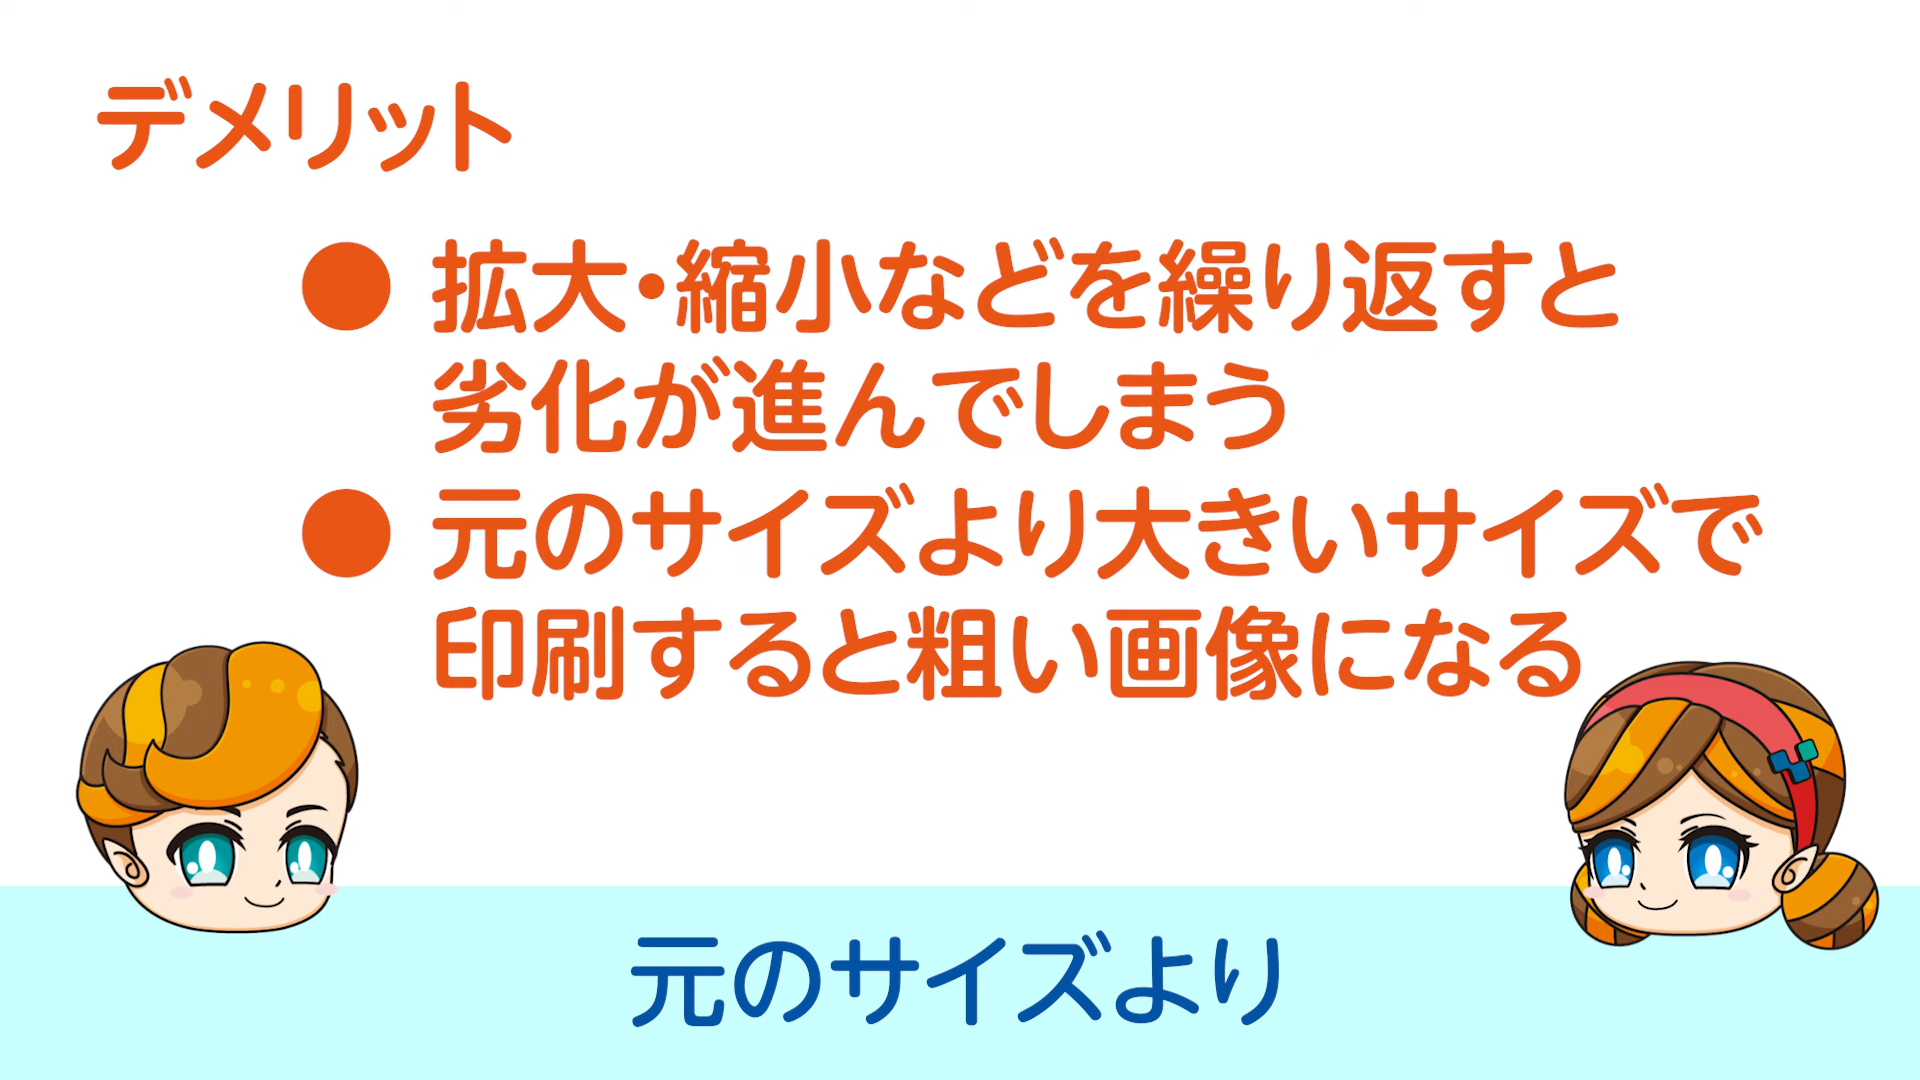 デメリット
● 拡大・縮小などを繰り返すと
劣化が進んでしまう
● 元のサイズより大きいサイズで
印刷すると粗い画像になる
元のサイズより